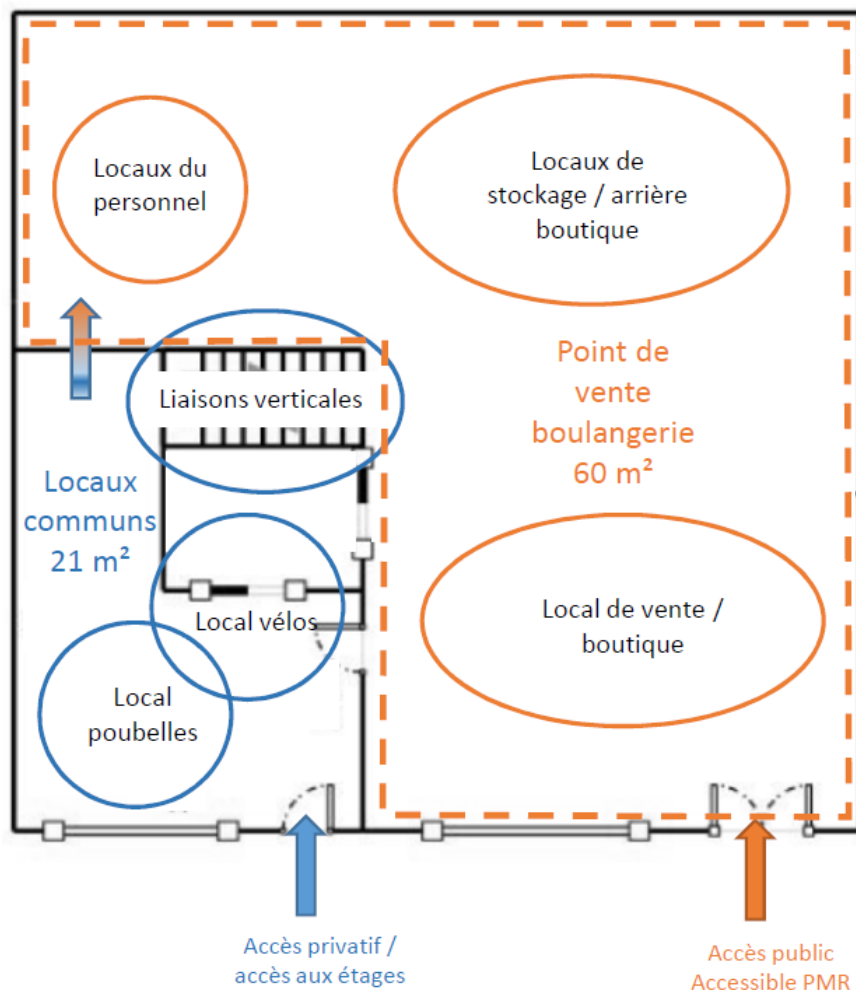 Locaux du
personnel
Locaux de
stockage / arrière
boutique
Liaisons verticales
Point de
vente
boulangerie
60 m²
Locaux
communs
21 m²
Local vélos
Local de vente /
boutique
Local
poubelles
Accès privatif /
accès aux étages
Accès public
Accessible PMR